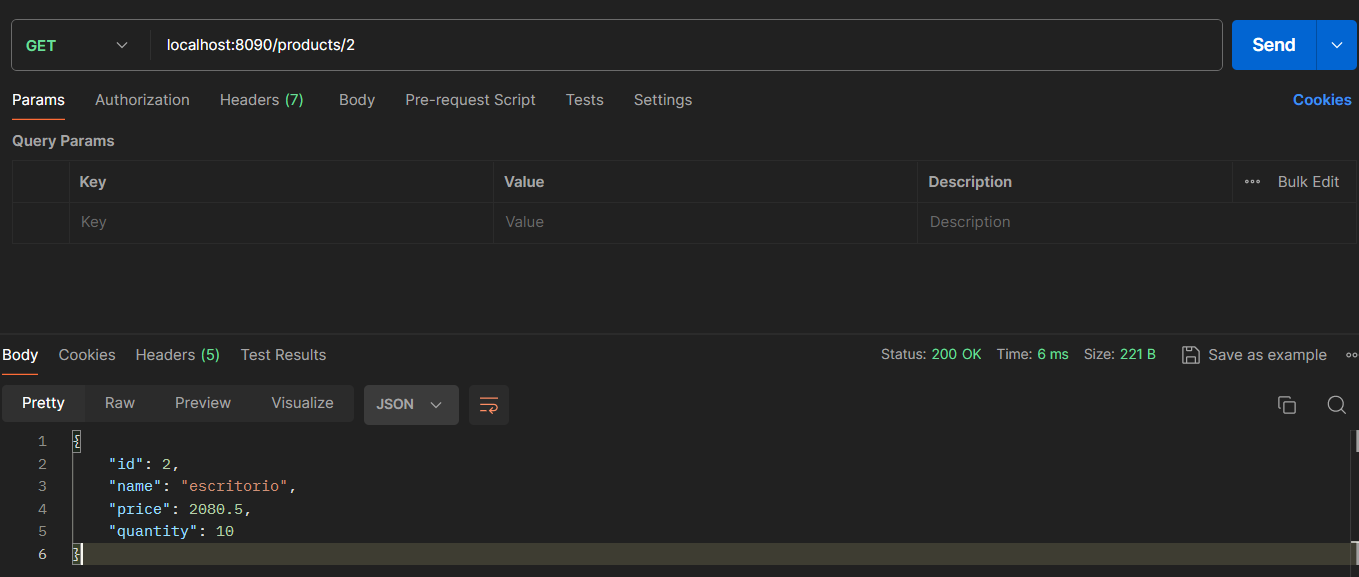 GET localhost:8090/products/2 Send
Params Authorization Headers (7) Body Pre-request Script Tests Settings Cookies
Query Params
Key Value Description Bulk Edit
Key Value Description
Body Cookies Headers (5) Test Results Status: 200 OK Time: 6 ms Size: 221 B Save as example
Pretty Raw Preview Visualize JSON
1 {
2 "id": 2,
3 "name": "escritorio",
4 "price": 2080.5,
5 "quantity": 10
6 }